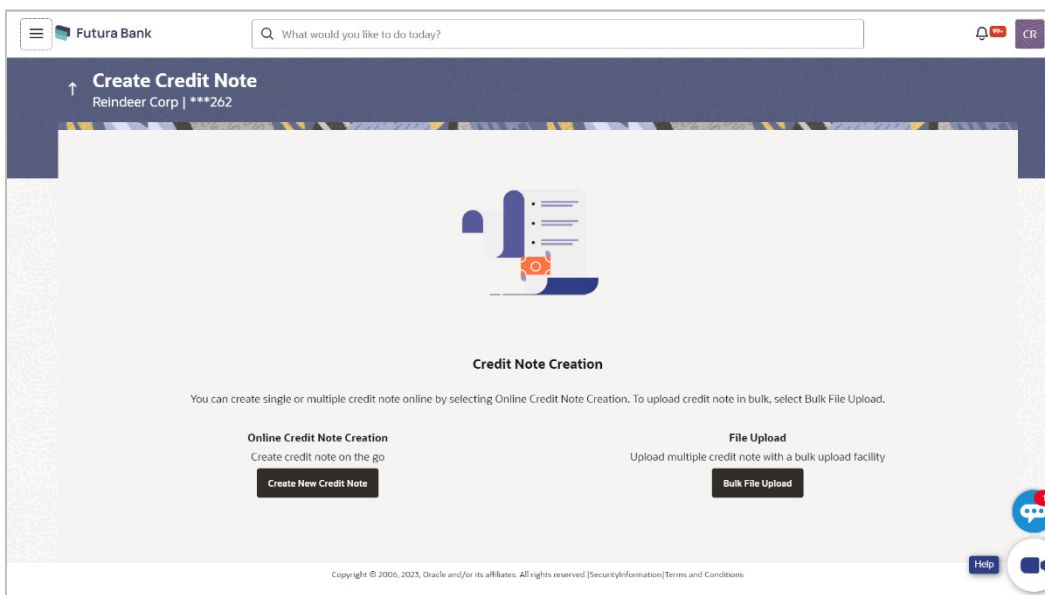 Futura Bank
What would you like to do today?
99+
CR
Create Credit Note
Reindeer Corp | ***262
Credit Note Creation
You can create single or multiple credit note online by selecting Online Credit Note Creation. To upload credit note in bulk, select Bulk File Upload.
Online Credit Note Creation
Create credit note on the go
Create New Credit Note
File Upload
Upload multiple credit note with a bulk upload facility
Bulk File Upload
Help
Copyright © 2006, 2023, Oracle and/or its affiliates. All rights reserved.|SecurityInformation|Terms and Conditions